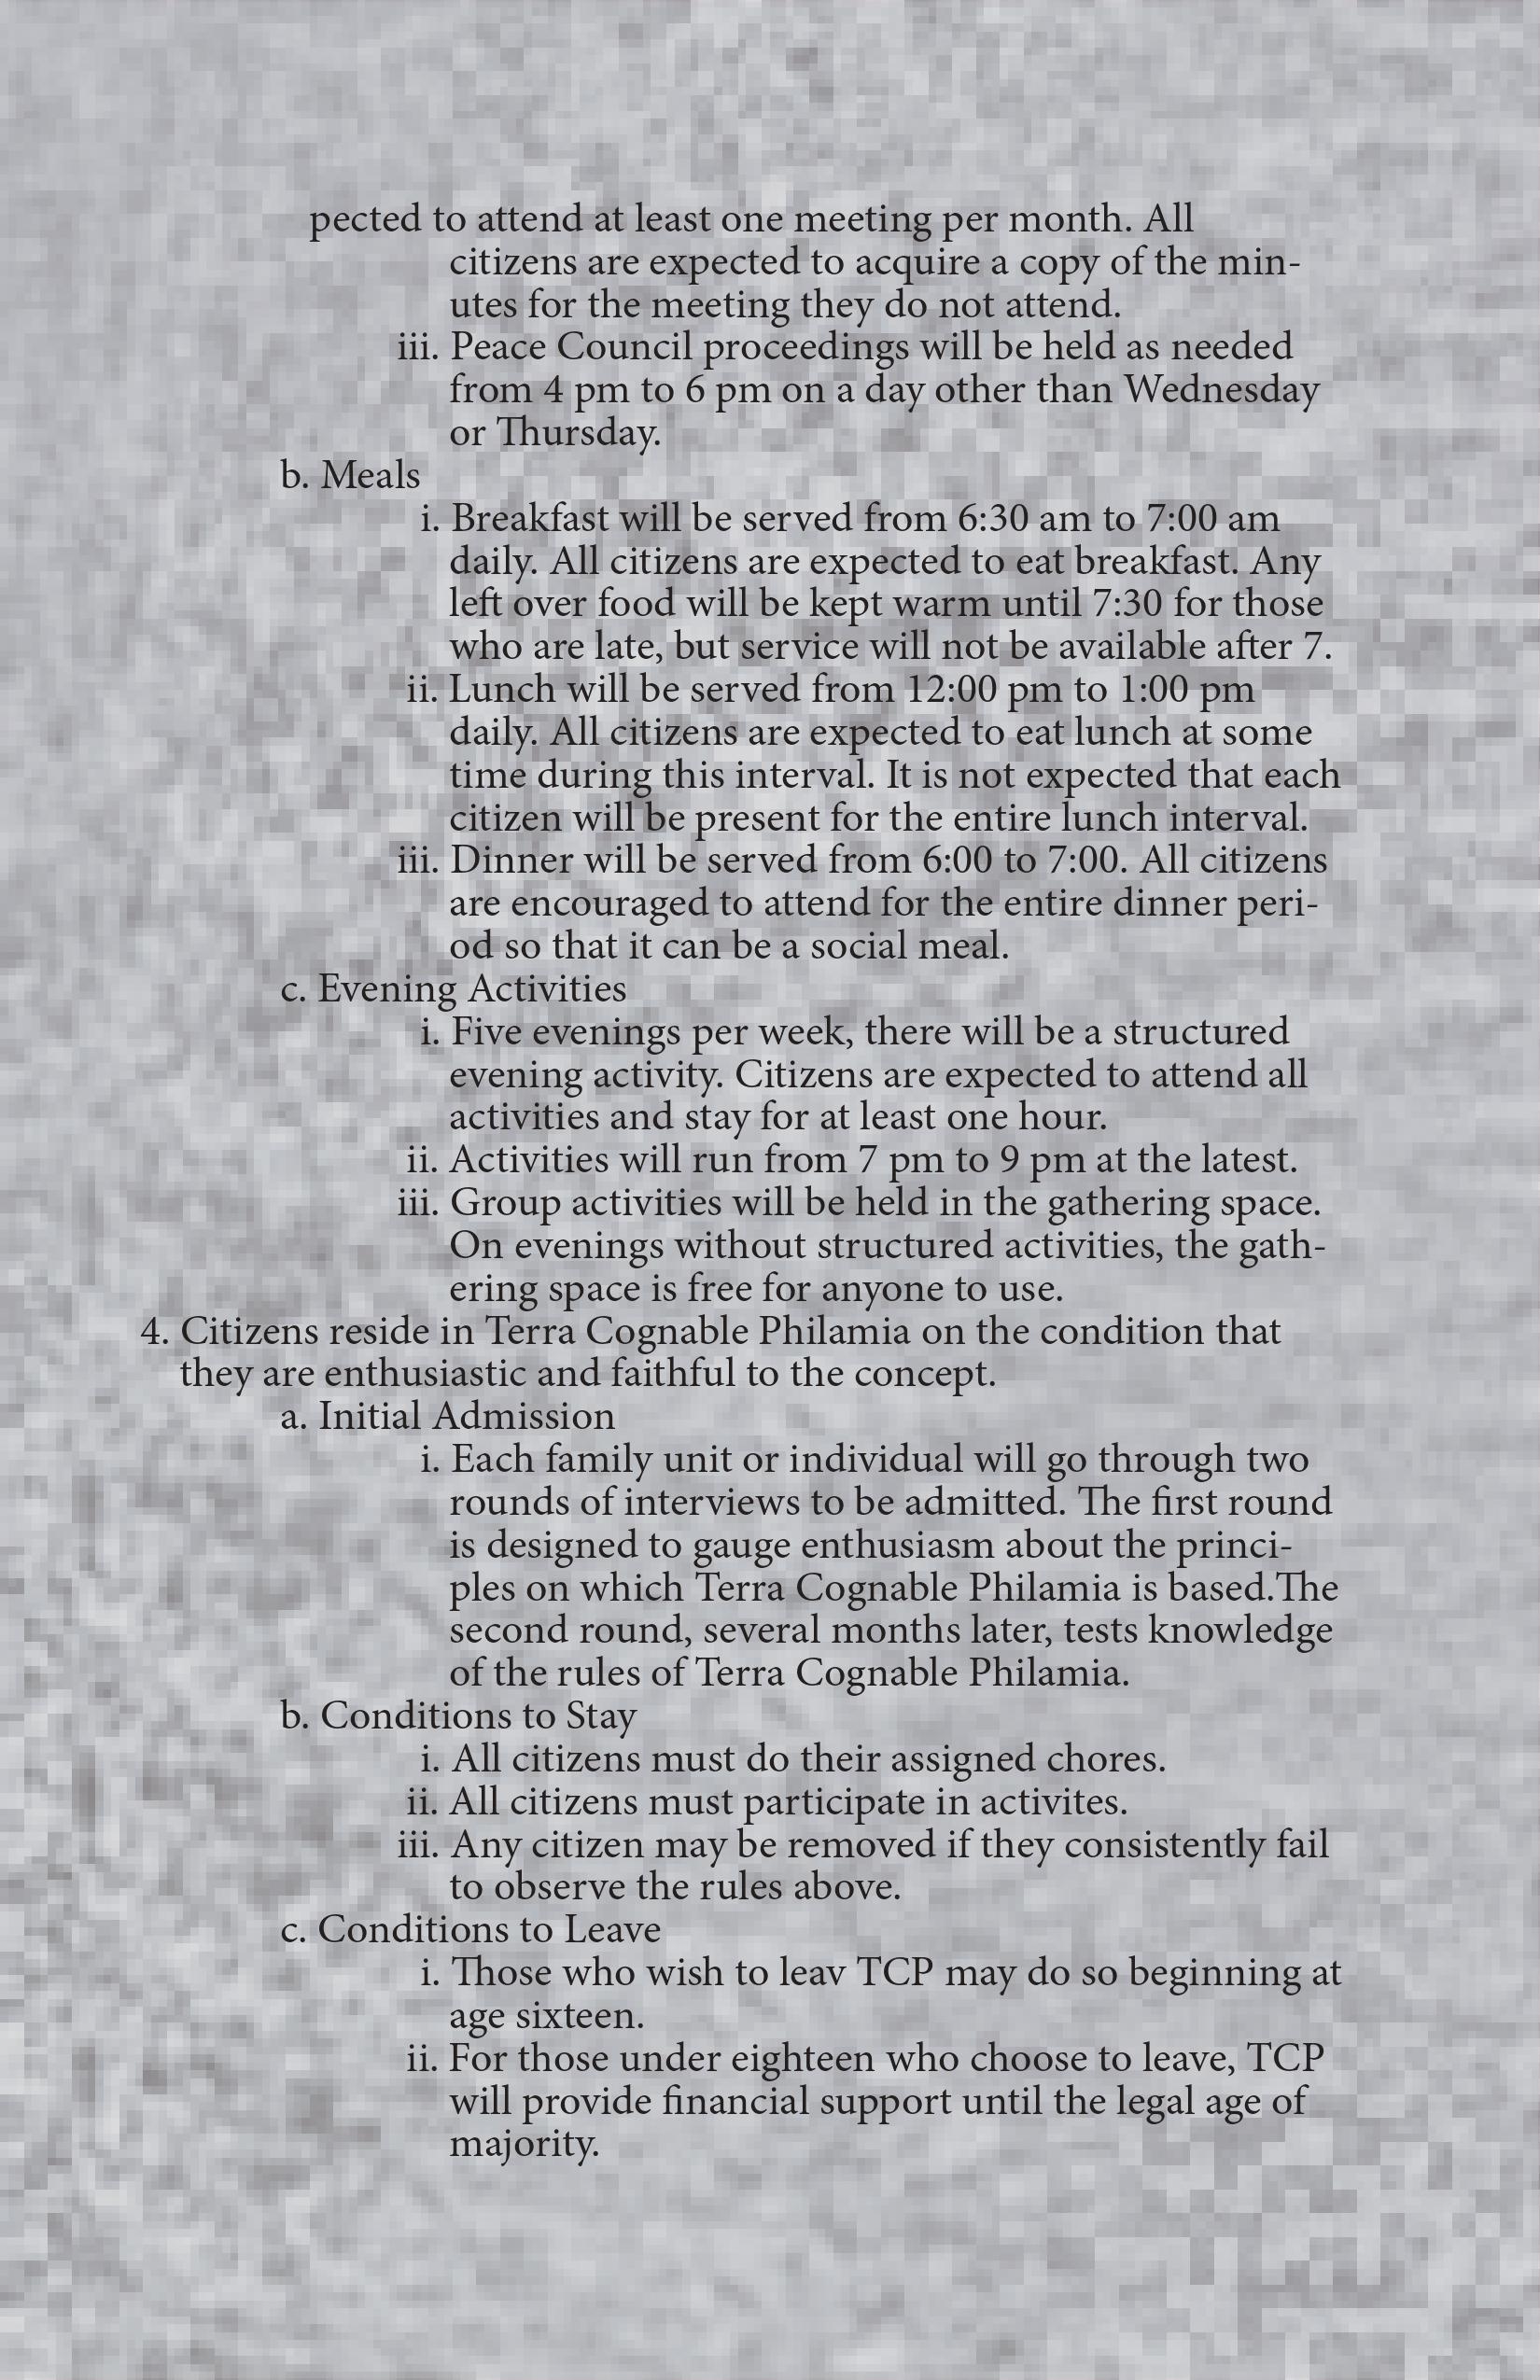 pected to attend at least one meeting per month. All
citizens are expected to acquire a copy of the min-
utes for the meeting they do not attend.
iii. Peace Council proceedings will be held as needed
from 4 pm to 6 pm on a day other than Wednesday
or Thursday.
b. Meals
i. Breakfast will be served from 6:30 am to 7:00 am
daily. All citizens are expected to eat breakfast. Any
left over food will be kept warm until 7:30 for those
who are late, but service will not be available after 7.
ii. Lunch will be served from 12:00 pm to 1:00 pm
daily. All citizens are expected to eat lunch at some
time during this interval. It is not expected that each
citizen will be present for the entire lunch interval.
iii. Dinner will be served from 6:00 to 7:00. All citizens
are encouraged to attend for the entire dinner peri-
od so that it can be a social meal.
c. Evening Activities
i. Five evenings per week, there will be a structured
evening activity. Citizens are expected to attend all
activities and stay for at least one hour.
ii. Activities will run from 7 pm to 9 pm at the latest.
iii. Group activities will be held in the gathering space.
On evenings without structured activities, the gath-
ering space is free for anyone to use.
4. Citizens reside in Terra Cognable Philamia on the condition that
they are enthusiastic and faithful to the concept.
a. Initial Admission
i. Each family unit or individual will go through two
rounds of interviews to be admitted. The first round
is designed to gauge enthusiasm about the princi-
ples on which Terra Cognable Philamia is based.The
second round, several months later, tests knowledge
of the rules of Terra Cognable Philamia.
b. Conditions to Stay
i. All citizens must do their assigned chores.
ii. All citizens must participate in activites.
iii. Any citizen may be removed if they consistently fail
to observe the rules above.
c. Conditions to Leave
i. Those who wish to leav TCP may do so beginning at
age sixteen.
ii. For those under eighteen who choose to leave, TCP
will provide financial support until the legal age of
majority.